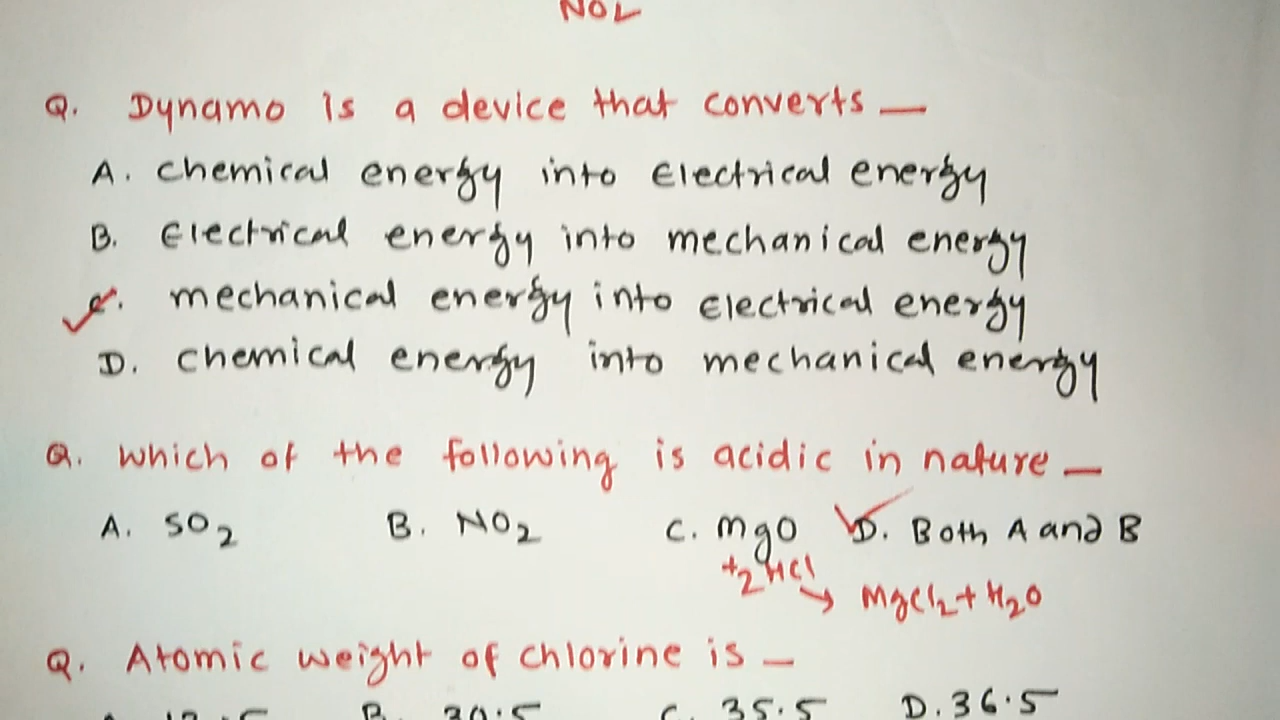 NOL
Q. Dynamo is a device that converts —
A. chemical energy into Electrical energy
B. Electrical energy into mechanical energy
C. mechanical energy into Electrical energy
D. chemical energy into mechanical energy
Q. which of the following is acidic in nature —
A. SO2 B. NO2 C. MgO D. Both A and B
+2HCl → MgCl2 + H2O
Q. Atomic weight of chlorine is —
B. C. 35.5 D. 36.5